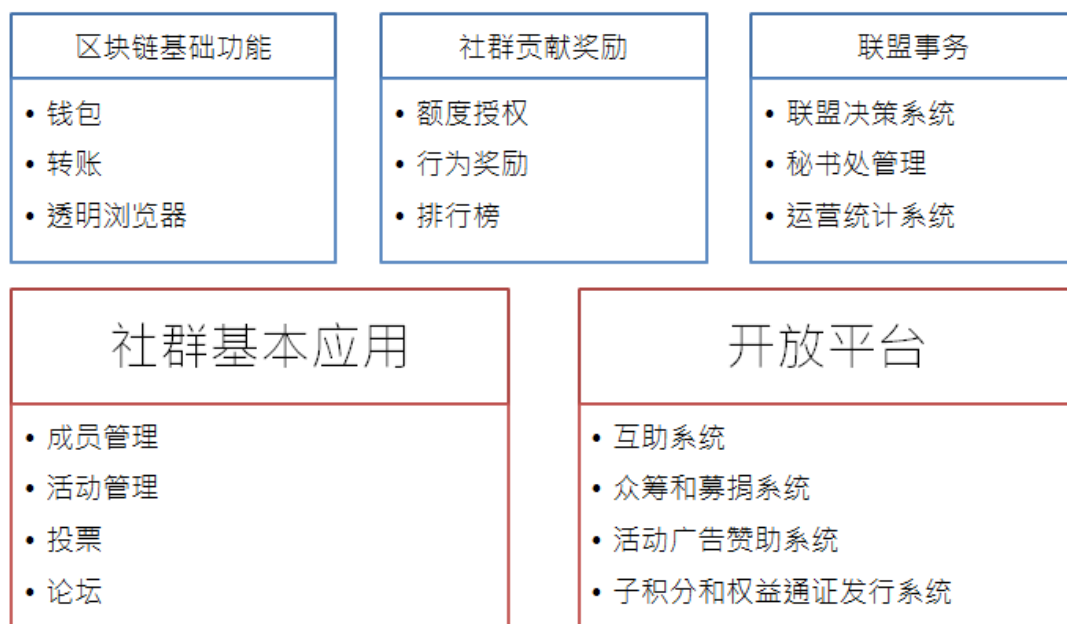 区块链基础功能
• 钱包
• 转账
• 透明浏览器
社群贡献奖励
• 额度授权
• 行为奖励
• 排行榜
联盟事务
• 联盟决策系统
• 秘书处管理
• 运营统计系统
社群基本应用
• 成员管理
• 活动管理
• 投票
• 论坛
开放平台
• 互助系统
• 众筹和募捐系统
• 活动广告赞助系统
• 子积分和权益通证发行系统